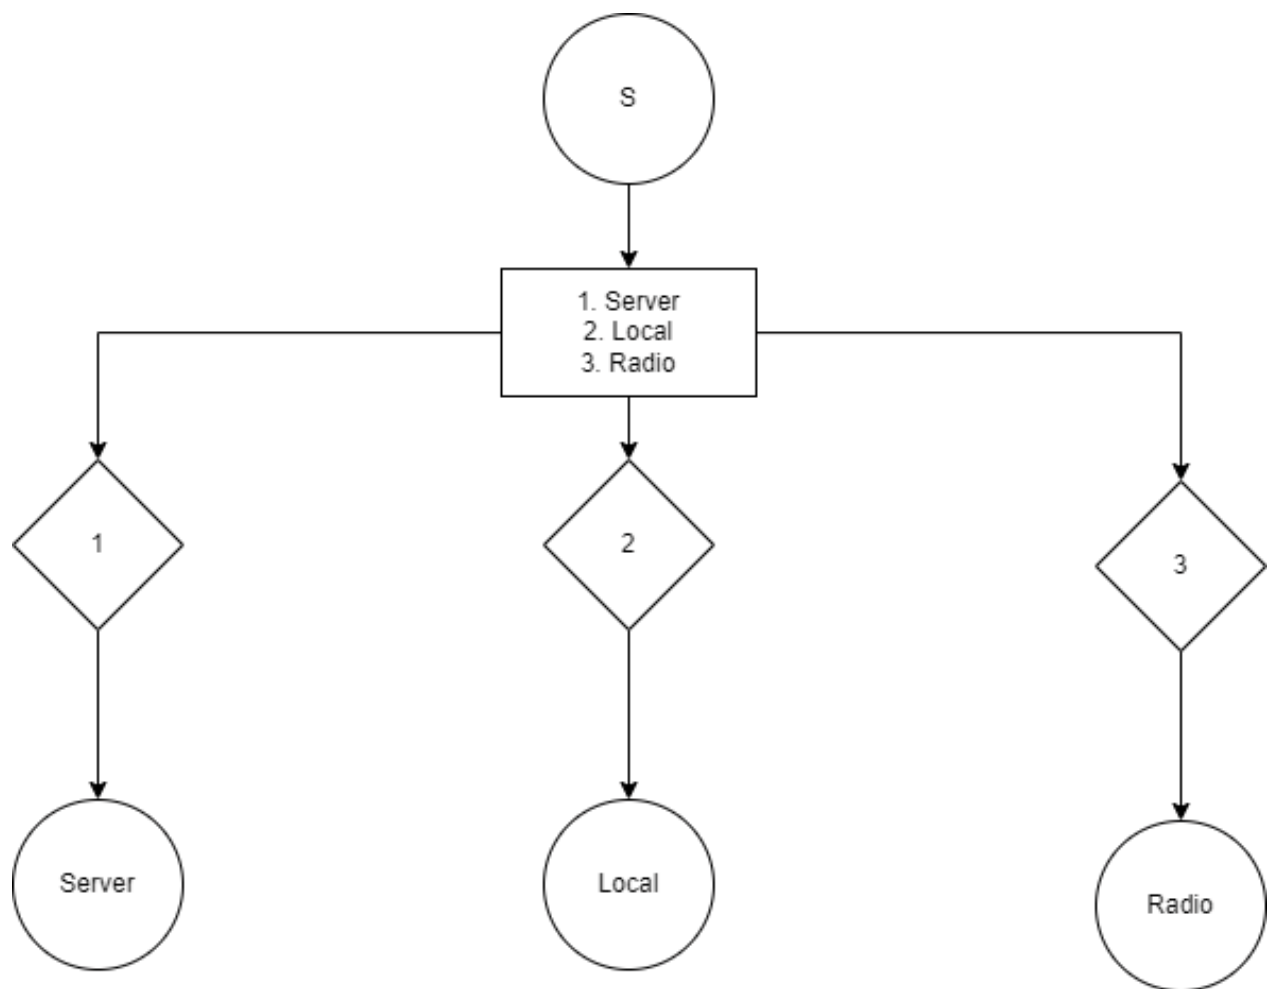 S
1. Server
2. Local
3. Radio
1
2
3
Server
Local
Radio